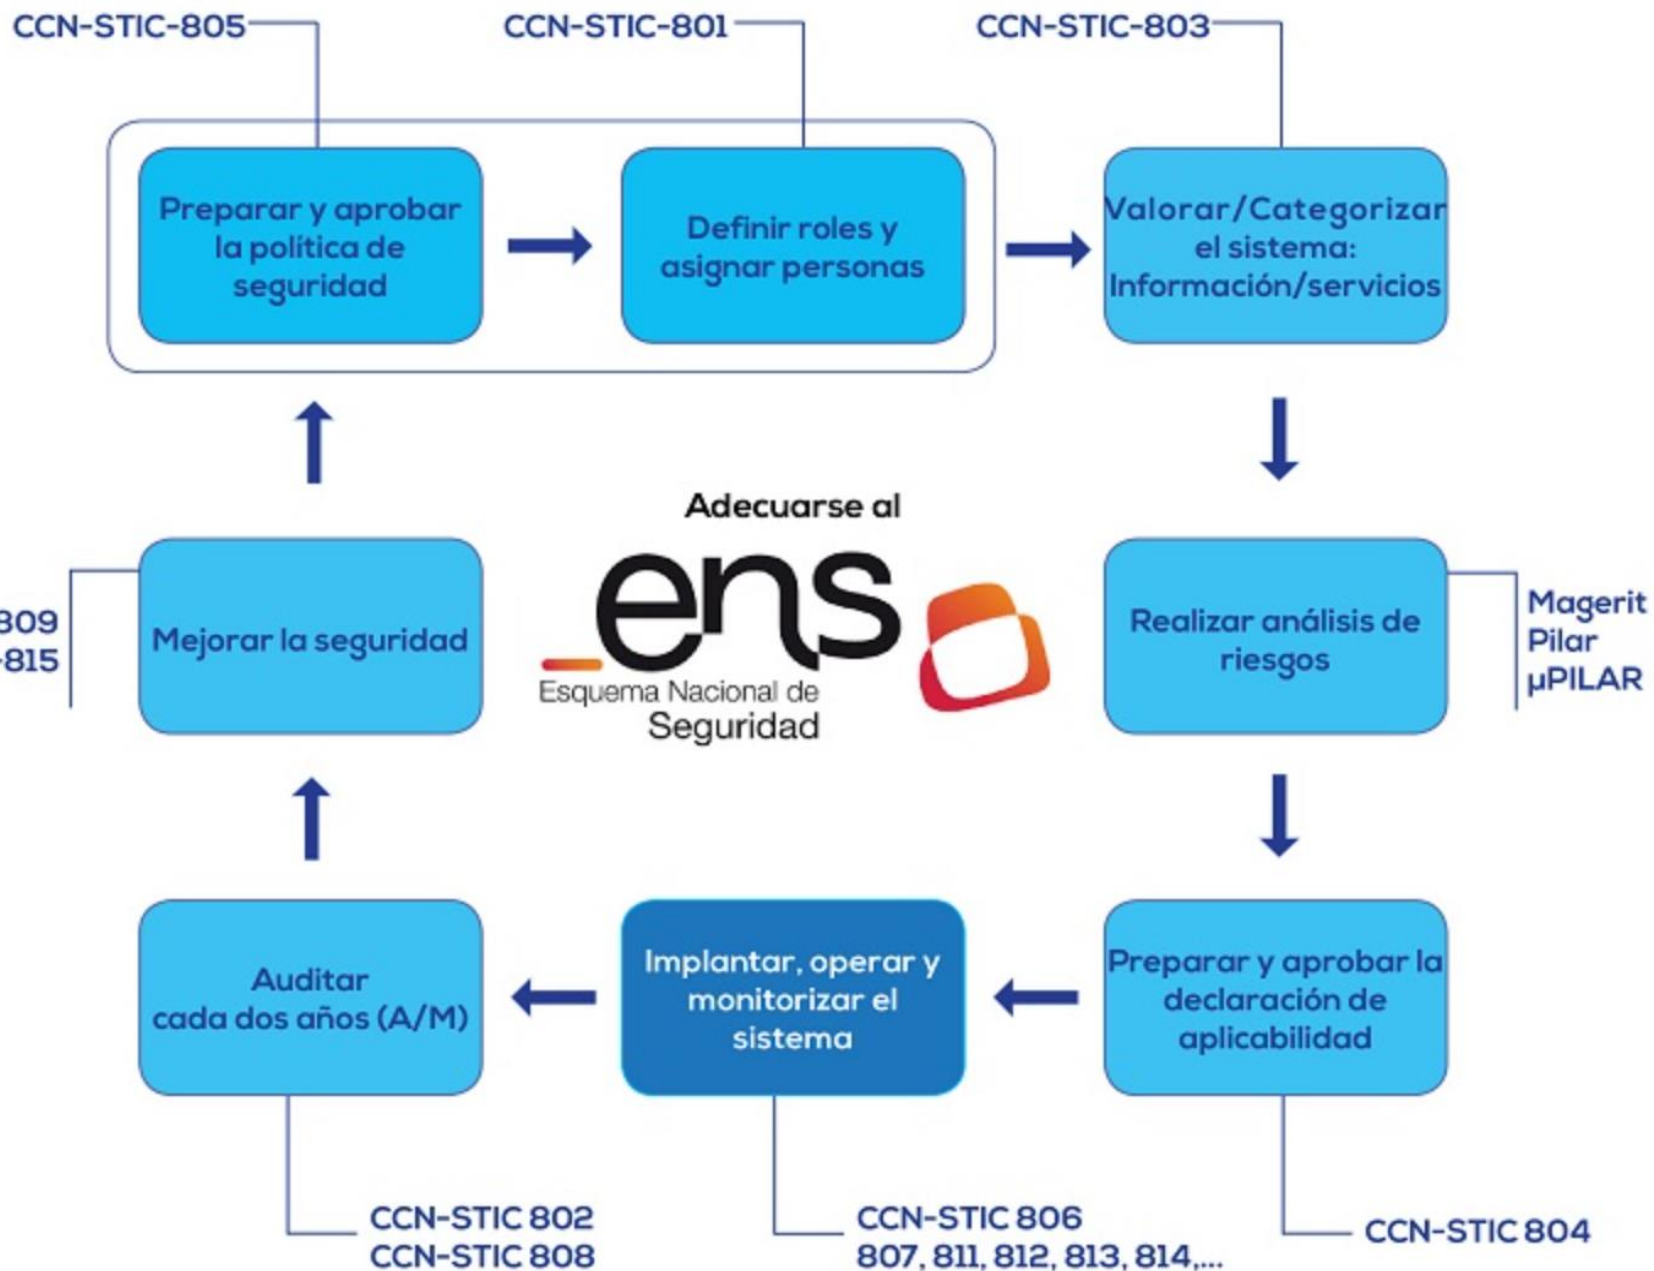 CCN-STIC-805
CCN-STIC-801
CCN-STIC-803
Preparar y aprobar
la política de
seguridad
Definir roles y
asignar personas
Valorar/Categorizar
el sistema:
Información/servicios
Adecuarse al
ens
Esquema Nacional de
Seguridad
809
-815
Mejorar la seguridad
Realizar análisis de
riesgos
Magerit
Pilar
µPILAR
Auditar
cada dos años (A/M)
Implantar, operar y
monitorizar el
sistema
Preparar y aprobar la
declaración de
aplicabilidad
CCN-STIC 802
CCN-STIC 808
CCN-STIC 806
807, 811, 812, 813, 814,...
CCN-STIC 804